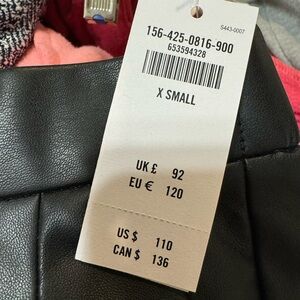 S443-0007
156-425-0816-900
653594328
X SMALL
UK £ 92
EU € 120
US $ 110
CAN $ 136